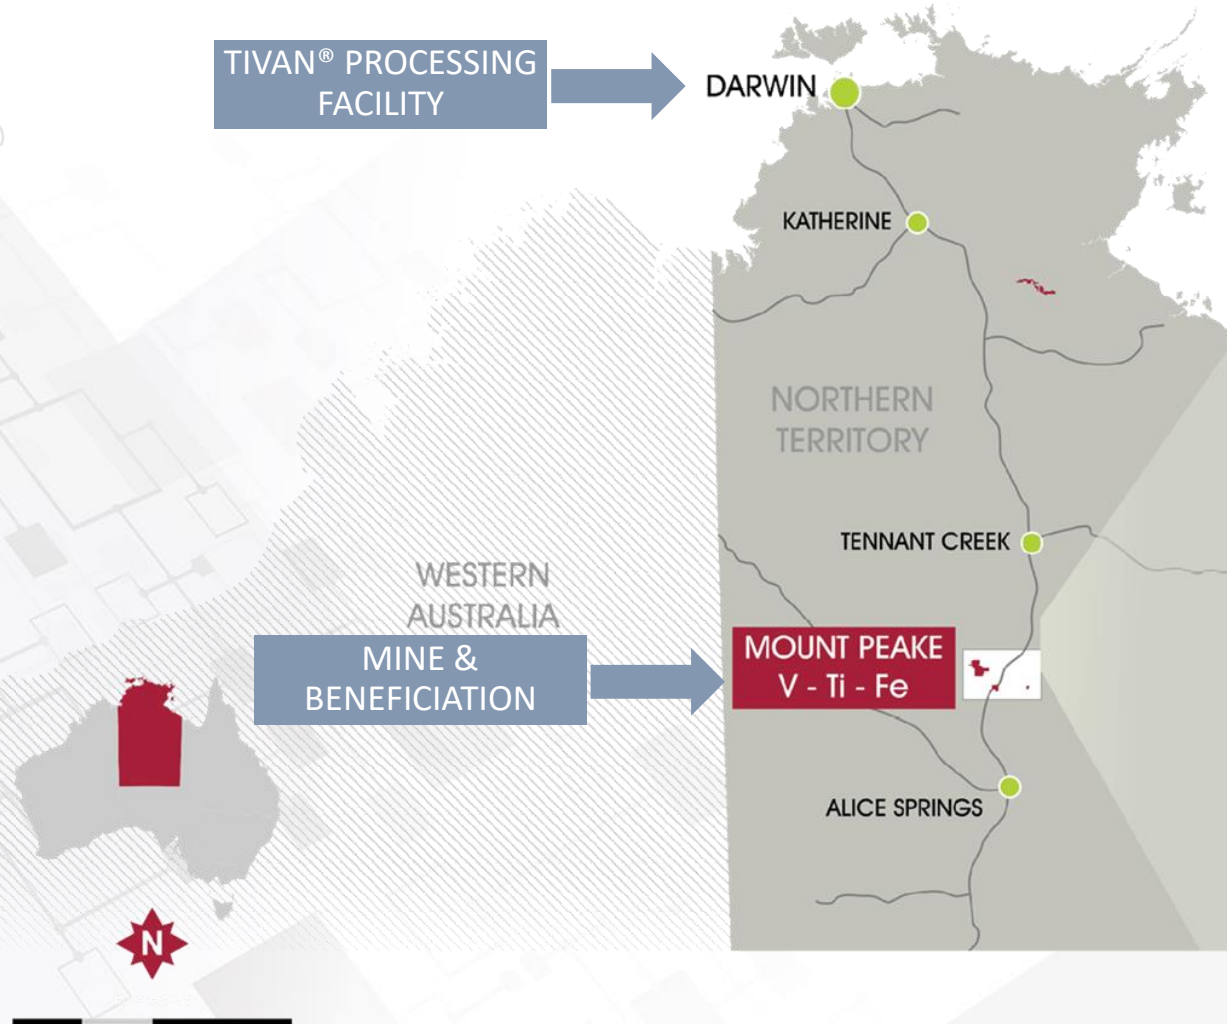 TIVAN® PROCESSING
FACILITY
DARWIN
KATHERINE
NORTHERN
TERRITORY
TENNANT CREEK
WESTERN
AUSTRALIA
MINE &
BENEFICIATION
MOUNT PEAKE
V - Ti - Fe
ALICE SPRINGS
N